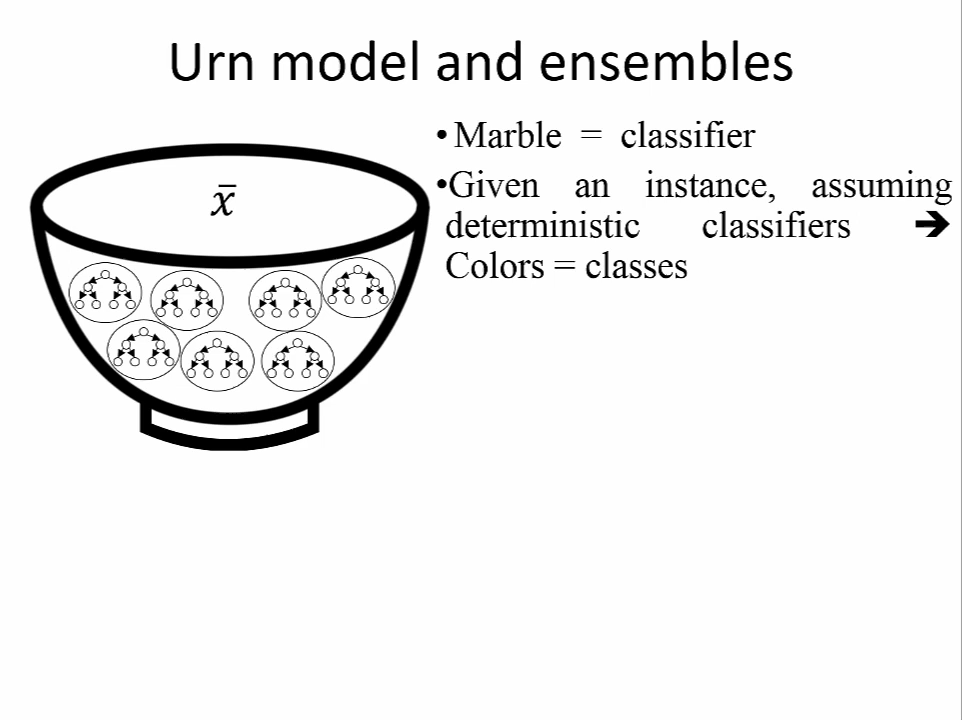 Urn model and ensembles
• Marble = classifier
•Given an instance, assuming
deterministic classifiers ➔
Colors = classes
x̄